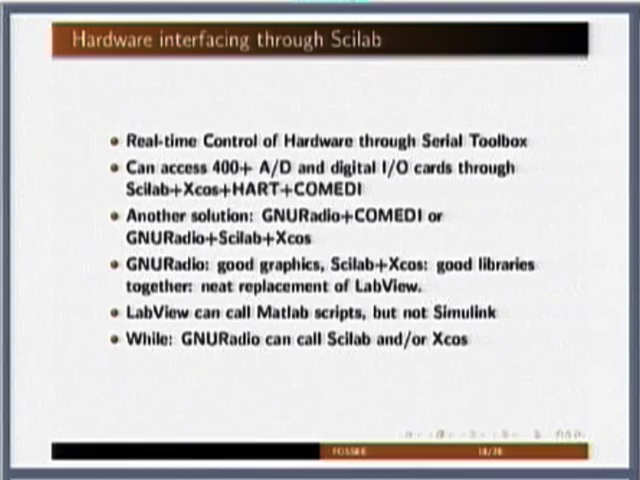 Hardware interfacing through Scilab
Real-time Control of Hardware through Serial Toolbox
Can access 400+ A/D and digital I/O cards through
Scilab+Xcos+HART+COMEDI
Another solution: GNURadio+COMEDI or
GNURadio+Scilab+Xcos
GNURadio: good graphics, Scilab+Xcos: good libraries
together: neat replacement of LabView.
LabView can call Matlab scripts, but not Simulink
While: GNURadio can call Scilab and/or Xcos
FOSSEE